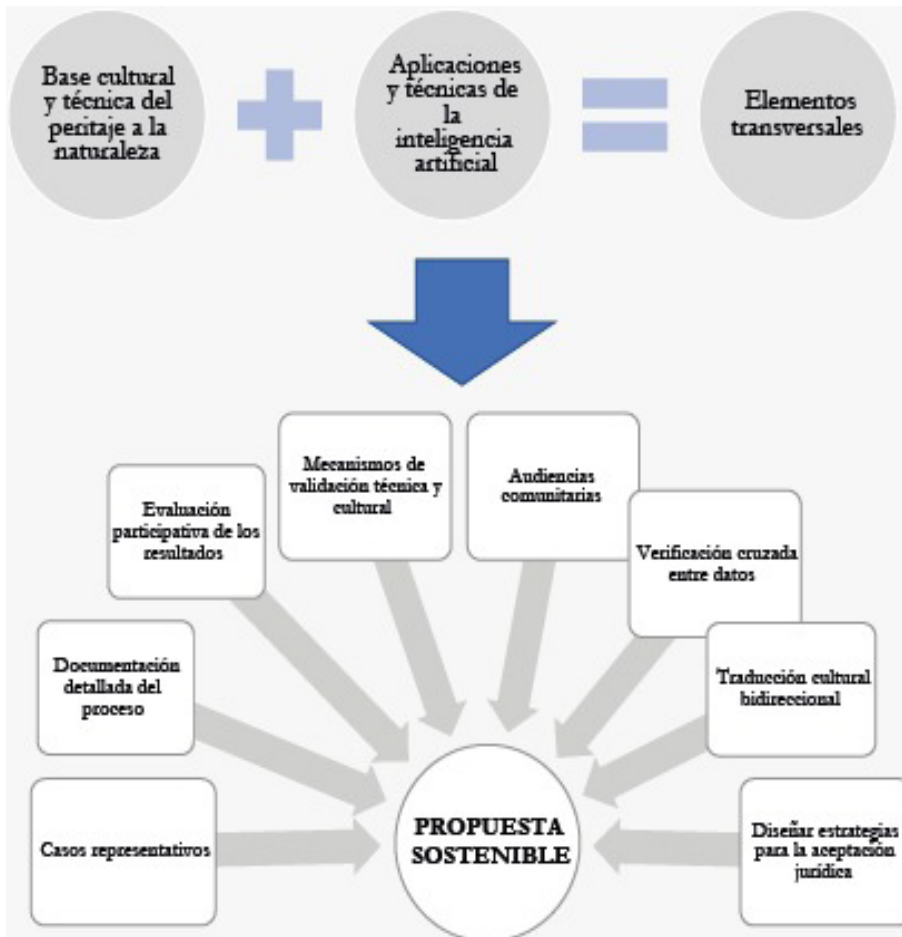 Base cultural
y técnica del
peritaje a la
naturaleza
Aplicaciones
y técnicas de
la
inteligencia
artificial
Elementos
transversales
Mecanismos de
validación técnica y
cultural
Audiencias
comunitarias
Evaluación
participativa de los
resultados
Verificación cruzada
entre datos
Documentación
detallada del
proceso
Traducción cultural
bidireccional
Casos representativos
PROPUESTA
SOSTENIBLE
Diseñar estrategias
para la aceptación
jurídica